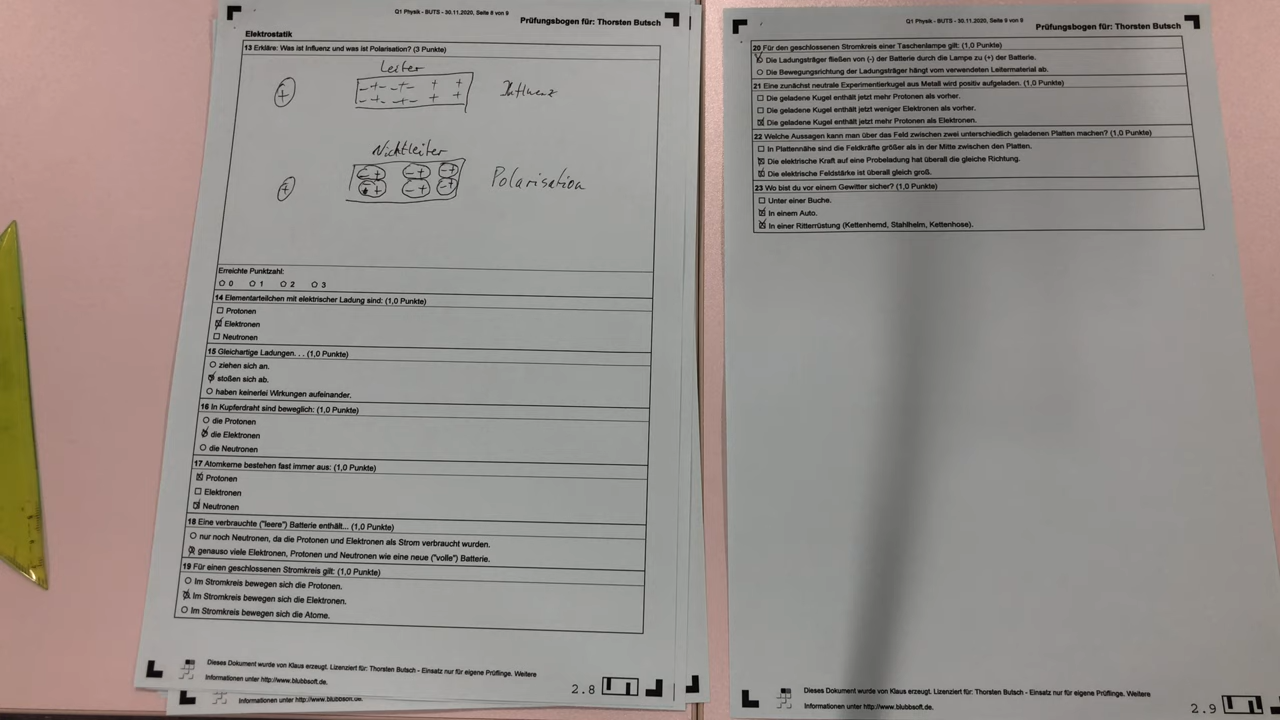 Q1 Physik - BUTS - 30.11.2020, Seite 8 von 9
Prüfungsbogen für: Thorsten Butsch
Elektrostatik
13 Erkläre: Was ist Influenz und was ist Polarisation? (3 Punkte)
Leiter
Influenz
Nichtleiter
Polarisation
Erreichte Punktzahl:
0 1 2 3
14 Elementarteilchen mit elektrischer Ladung sind: (1,0 Punkte)
Protonen
Elektronen
Neutronen
15 Gleichartige Ladungen. . . (1,0 Punkte)
ziehen sich an.
stoßen sich ab.
haben keinerlei Wirkungen aufeinander.
16 In Kupferdraht sind beweglich: (1,0 Punkte)
die Protonen
die Elektronen
die Neutronen
17 Atomkerne bestehen fast immer aus: (1,0 Punkte)
Protonen
Elektronen
Neutronen
18 Eine verbrauchte ("leere") Batterie enthält... (1,0 Punkte)
nur noch Neutronen, da die Protonen und Elektronen als Strom verbraucht wurden.
genauso viele Elektronen, Protonen und Neutronen wie eine neue ("volle") Batterie.
19 Für einen geschlossenen Stromkreis gilt: (1,0 Punkte)
Im Stromkreis bewegen sich die Protonen.
Im Stromkreis bewegen sich die Elektronen.
Im Stromkreis bewegen sich die Atome.
Dieses Dokument wurde von Klaus erzeugt. Lizenziert für: Thorsten Butsch - Einsatz nur für eigene Prüflinge. Weitere
Informationen unter http://www.blubbsoft.de.
2.8
Informationen unter http://www.blubbsoft.de.
Q1 Physik - BUTS - 30.11.2020, Seite 9 von 9
Prüfungsbogen für: Thorsten Butsch
20 Für den geschlossenen Stromkreis einer Taschenlampe gilt: (1,0 Punkte)
Die Ladungsträger fließen von (-) der Batterie durch die Lampe zu (+) der Batterie.
Die Bewegungsrichtung der Ladungsträger hängt vom verwendeten Leitermaterial ab.
21 Eine zunächst neutrale Experimentierkugel aus Metall wird positiv aufgeladen. (1,0 Punkte)
Die geladene Kugel enthält jetzt mehr Protonen als vorher.
Die geladene Kugel enthält jetzt weniger Elektronen als vorher.
Die geladene Kugel enthält jetzt mehr Protonen als Elektronen.
22 Welche Aussagen kann man über das Feld zwischen zwei unterschiedlich geladenen Platten machen? (1,0 Punkte)
In Plattennähe sind die Feldkräfte größer als in der Mitte zwischen den Platten.
Die elektrische Kraft auf eine Probeladung hat überall die gleiche Richtung.
Die elektrische Feldstärke ist überall gleich groß.
23 Wo bist du vor einem Gewitter sicher? (1,0 Punkte)
Unter einer Buche.
In einem Auto.
In einer Ritterrüstung (Kettenhemd, Stahlhelm, Kettenhose).
Dieses Dokument wurde von Klaus erzeugt. Lizenziert für: Thorsten Butsch - Einsatz nur für eigene Prüflinge. Weitere
Informationen unter http://www.blubbsoft.de.
2.9